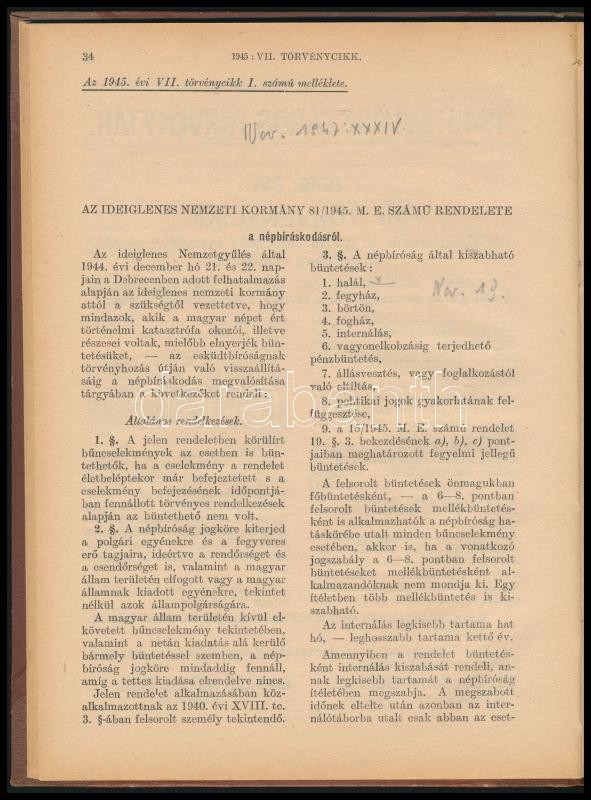 34
1945 : VII. TÖRVÉNYCIKK.
Az 1945. évi VII. törvénycikk I. számú melléklete.
Nov. 1947:XXXIV.
AZ IDEIGLENES NEMZETI KORMÁNY 81/1945. M. E. SZÁMÚ RENDELETE
a népbíráskodásról.
Az ideiglenes Nemzetgyűlés által
1944. évi december hó 21. és 22. nap-
jain a Debrecenben adott felhatalmazás
alapján az ideiglenes nemzeti kormány
attól a szükségtől vezettetve, hogy
mindazok, akik a magyar népet ért
történelmi katasztrófa okozói, illetve
részesei voltak, mielőbb elnyerjék bün-
tetésüket, — az esküdtbíróságnak
törvényhozás útján való visszaállítá-
sáig a népbíráskodás megvalósítása
tárgyában a következőket rendeli :
Általános rendelkezések.
1. §. A jelen rendeletben körülírt
bűncselekmények az esetben is bün-
tethetők, ha a cselekmény a rendelet
életbeléptekor már befejeztetett s a
cselekmény befejezésének időpontjá-
ban fennállott törvényes rendelkezések
alapján az büntethető nem volt.
2. §. A népbíróság jogköre kiterjed
a polgári egyénekre és a fegyveres
erő tagjaira, ideértve a rendőrséget és
a csendőrséget is, valamint a magyar
állam területén elfogott vagy a magyar
államnak kiadott egyénekre, tekintet
nélkül azok állampolgárságára.
A magyar állam területén kívül el-
követett bűncselekmény tekintetében,
valamint a netán kiadatás alá kerülő
bármely büntetéssel szemben, a nép-
bíróság jogköre mindaddig fennáll,
amíg a tettes kiadása elrendelve nincs.
Jelen rendelet alkalmazásában köz-
alkalmazottnak az 1940. évi XVIII. tc.
3. §-ában felsorolt személy tekintendő.
3. §. A népbíróság által kiszabható
büntetések :
1. halál,
2. fegyház,
3. börtön,
4. fogház,
5. internálás,
6. vagyonelkobzásig terjedhető
pénzbüntetés,
7. állásvesztés, vagy foglalkozástól
való eltiltás,
8. politikai jogok gyakorlatának fel-
függesztése,
9. a 15/1945. M. E. számú rendelet
19. §. 3. bekezdésének a), b), c) pont-
jaiban meghatározott fegyelmi jellegű
büntetések.
Nov. 13.
A felsorolt büntetések önmagukban
főbüntetésként, — a 6—8. pontban
felsorolt büntetések mellékbüntetés-
ként is alkalmazhatók a népbíróság ha-
táskörébe utalt minden bűncselekmény
esetében, akkor is, ha a vonatkozó
jogszabály a 6—8. pontban felsorolt
büntetéseket mellékbüntetésként al-
kalmazandóknak nem mondja ki. Egy
ítéletben több mellékbüntetés is ki-
szabható.
Az internálás legkisebb tartama hat
hó, — leghosszabb tartama kettő év.
Amennyiben a rendelet büntetés-
ként internálás kiszabását rendeli, an-
nak legkisebb tartamát a népbíróság
ítéletében megszabja. A megszabott
időnek eltelte után azonban az inter-
nálótáborba utalt csak abban az eset-
darabanth